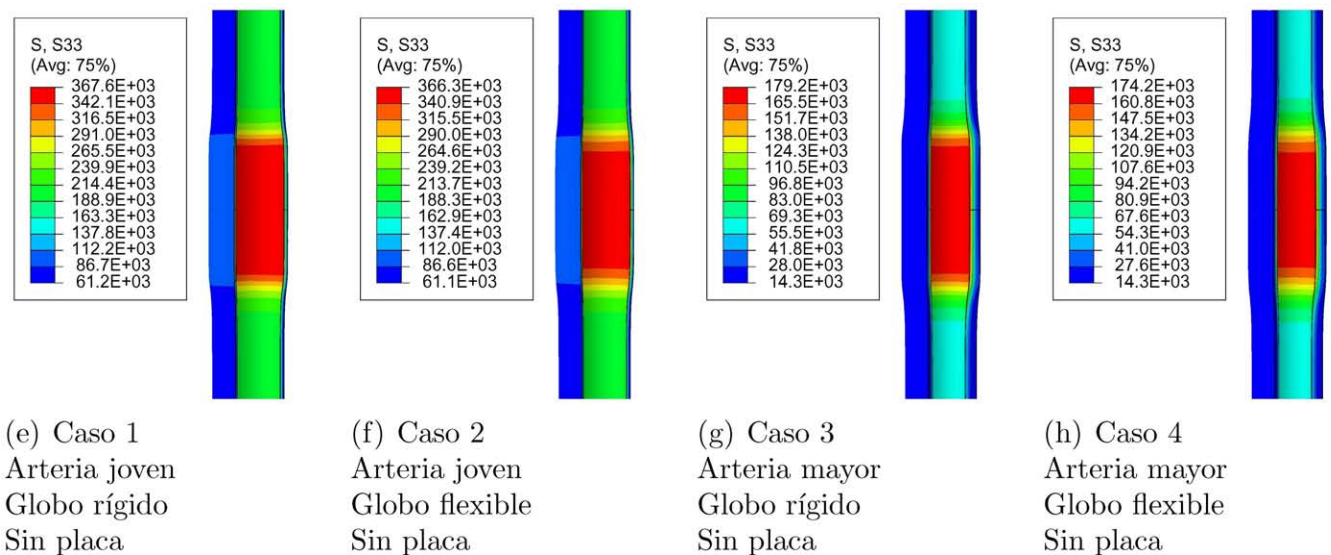 S, S33
(Avg: 75%)
367.6E+03
342.1E+03
316.5E+03
291.0E+03
265.5E+03
239.9E+03
214.4E+03
188.9E+03
163.3E+03
137.8E+03
112.2E+03
86.7E+03
61.2E+03
(e) Caso 1
Arteria joven
Globo rígido
Sin placa
S, S33
(Avg: 75%)
366.3E+03
340.9E+03
315.5E+03
290.0E+03
264.6E+03
239.2E+03
213.7E+03
188.3E+03
162.9E+03
137.4E+03
112.0E+03
86.6E+03
61.1E+03
(f) Caso 2
Arteria joven
Globo flexible
Sin placa
S, S33
(Avg: 75%)
179.2E+03
165.5E+03
151.7E+03
138.0E+03
124.3E+03
110.5E+03
96.8E+03
83.0E+03
69.3E+03
55.5E+03
41.8E+03
28.0E+03
14.3E+03
(g) Caso 3
Arteria mayor
Globo rígido
Sin placa
S, S33
(Avg: 75%)
174.2E+03
160.8E+03
147.5E+03
134.2E+03
120.9E+03
107.6E+03
94.2E+03
80.9E+03
67.6E+03
54.3E+03
41.0E+03
27.6E+03
14.3E+03
(h) Caso 4
Arteria mayor
Globo flexible
Sin placa